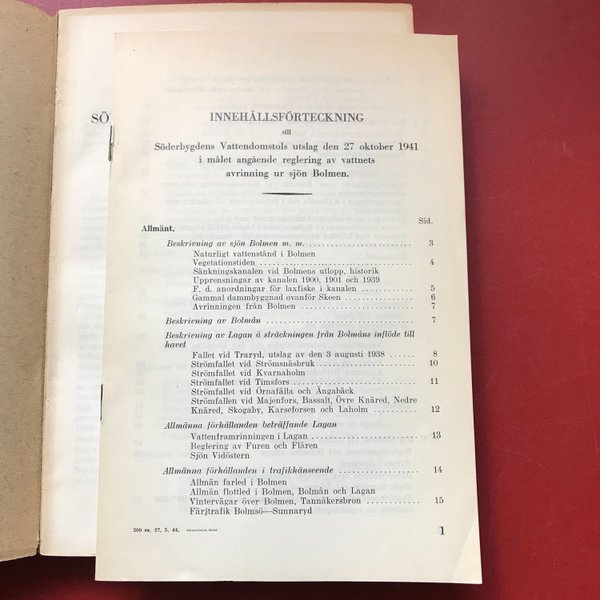 SÖ
INNEHÅLLSFÖRTECKNING
till
Söderbygdens Vattendomstols utslag den 27 oktober 1941
i målet angående reglering av vattnets
avrinning ur sjön Bolmen.
Sid.
Allmänt.
Beskrivning av sjön Bolmen m. m. .......................... 3
Naturligt vattenstånd i Bolmen
Vegetationstiden .......................................... 4
Sänkningskanalen vid Bolmens utlopp, historik
Upprensningar av kanalen 1900, 1901 och 1939
F. d. anordningar för laxfiske i kanalen .................. 5
Gammal dammbyggnad ovanför Skeen .......................... 6
Avrinningen från Bolmen ................................... 7
Beskrivning av Bolmån ..................................... 7
Beskrivning av Lagan å sträckningen från Bolmåns inflöde till
havet
Fallet vid Traryd, utslag av den 3 augusti 1938 ...... 8
Strömfallet vid Strömsnäsbruk ............................. 10
Strömfallet vid Kvarnaholm
Strömfallet vid Timsfors .................................. 11
Strömfallet vid Örnafalla och Ängabäck
Strömfallen vid Majenfors, Bassalt, Övre Knäred, Nedre
Knäred, Skogaby, Karseforsen och Laholm ................... 12
Allmänna förhållanden beträffande Lagan
Vattenframrinningen i Lagan ............................... 13
Reglering av Furen och Flåren
Sjön Vidöstern
Allmänna förhållanden i trafikhänseende ................... 14
Allmän farled i Bolmen
Allmän flottled i Bolmen, Bolmån och Lagan
Vintervägar över Bolmen, Tannåkersbron .................... 15
Färjtrafik Bolmsö—Sunnaryd
200 ex. 27. 5. 44.
1